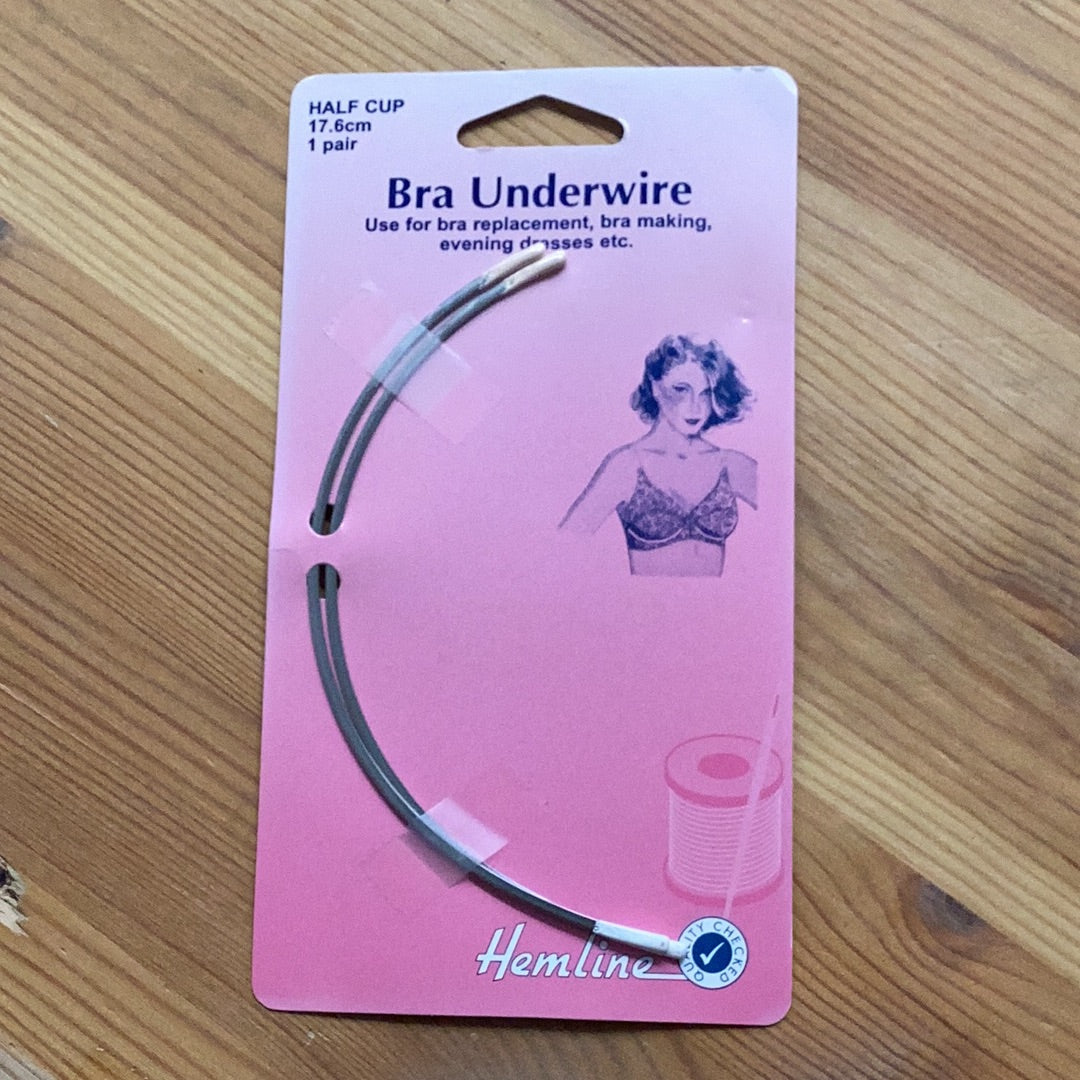 HALF CUP
17.6cm
1 pair
Bra Underwire
Use for bra replacement, bra making,
evening dresses etc.
Hemline
QUALITY CHECKED